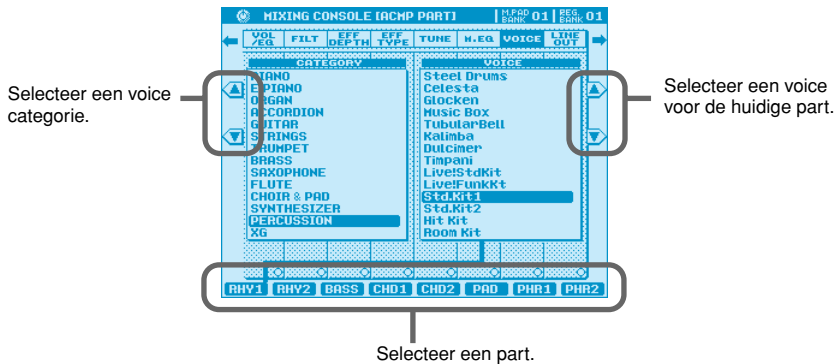 MIXING CONSOLE [ACMP PART]
M.PAD BANK 01
REG. BANK 01
VOL /EQ
FILT
EFF DEPTH
EFF TYPE
TUNE
M.EQ
VOICE
LINE OUT
CATEGORY
PIANO
E.PIANO
ORGAN
ACCORDION
GUITAR
STRINGS
TRUMPET
BRASS
SAXOPHONE
FLUTE
CHOIR & PAD
SYNTHESIZER
PERCUSSION
XG
VOICE
Steel Drums
Celesta
Glocken
Music Box
TubularBell
Kalimba
Dulcimer
Timpani
Live!StdKit
Live!FunkKt
Std.Kit1
Std.Kit2
Hit Kit
Room Kit
Selecteer een voice
categorie.
Selecteer een voice
voor de huidige part.
RHY1 RHY2 BASS CHD1 CHD2 PAD PHR1 PHR2
Selecteer een part.